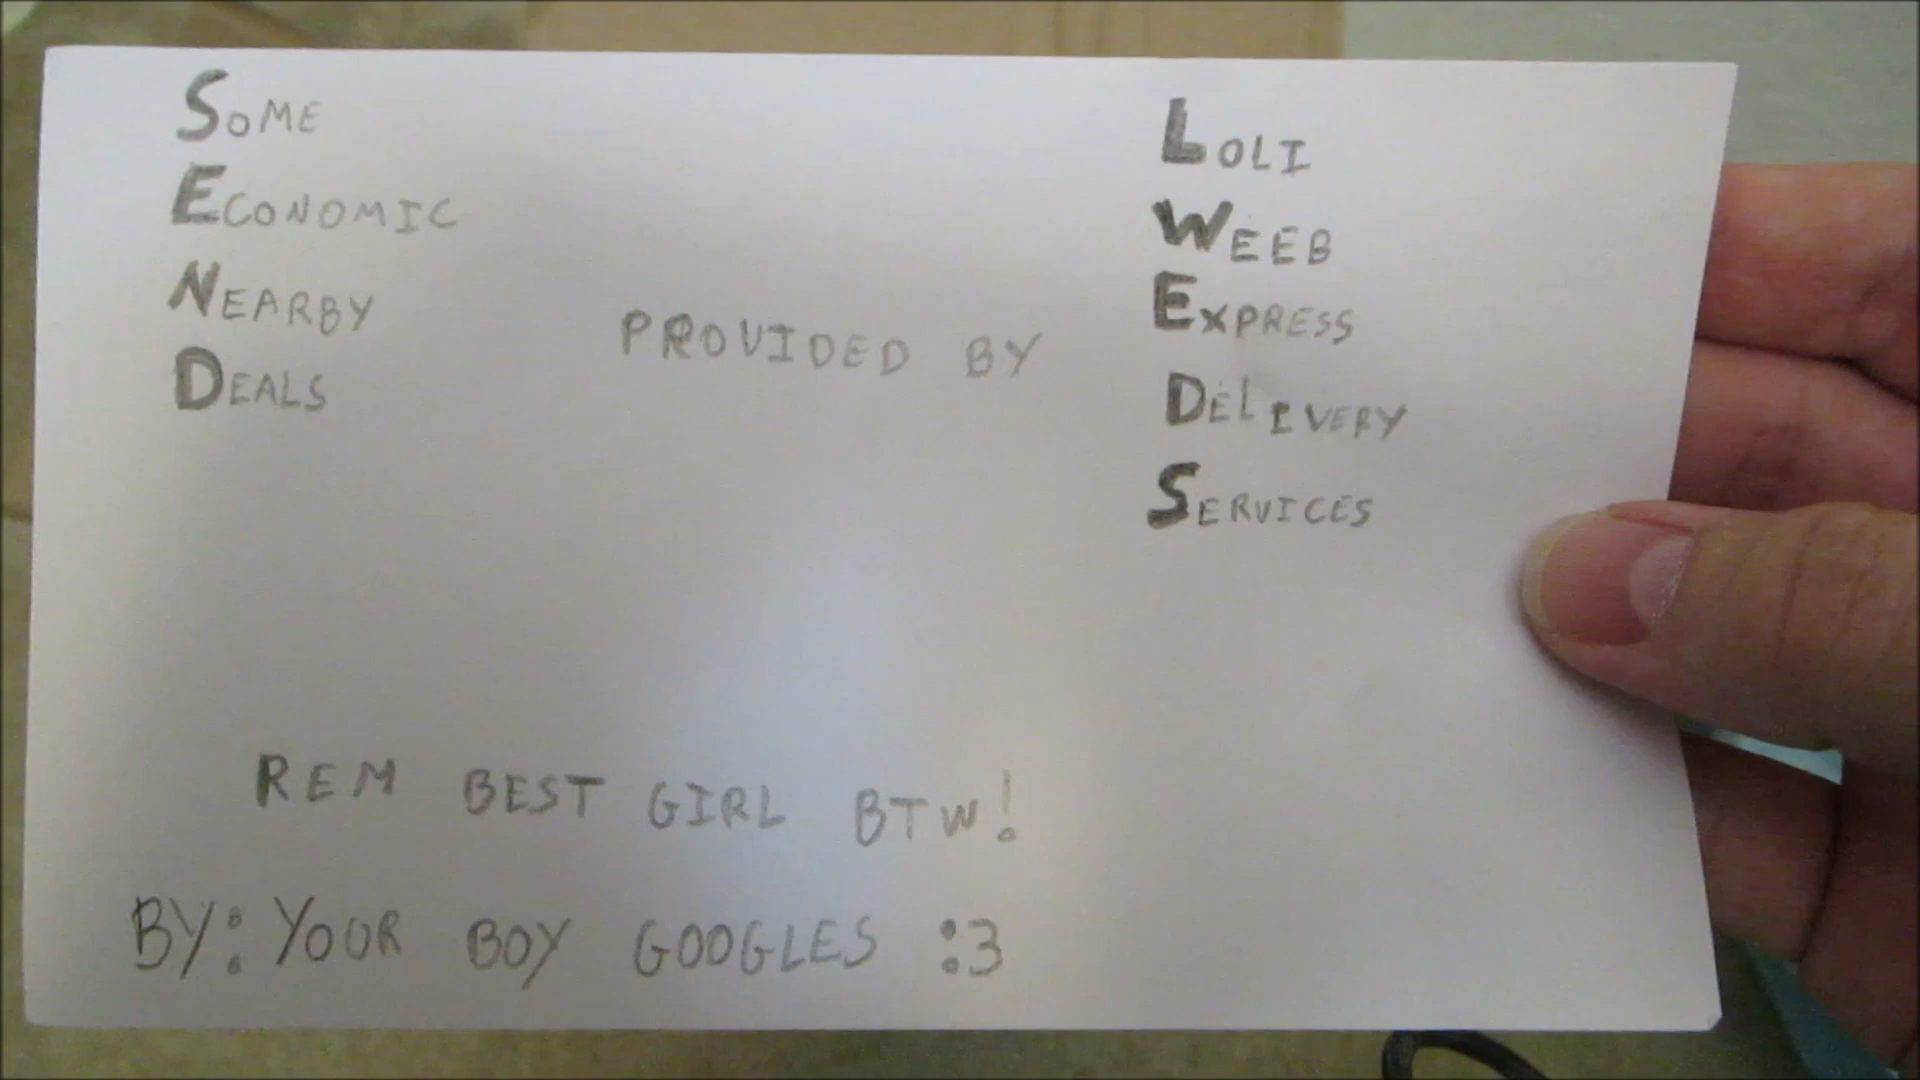 SOME
ECONOMIC
NEARBY
DEALS
PROVIDED BY
LOLI
WEEB
EXPRESS
DELIVERY
SERVICES
REM BEST GIRL BTW!
BY: YOUR BOY GOOGLES :3